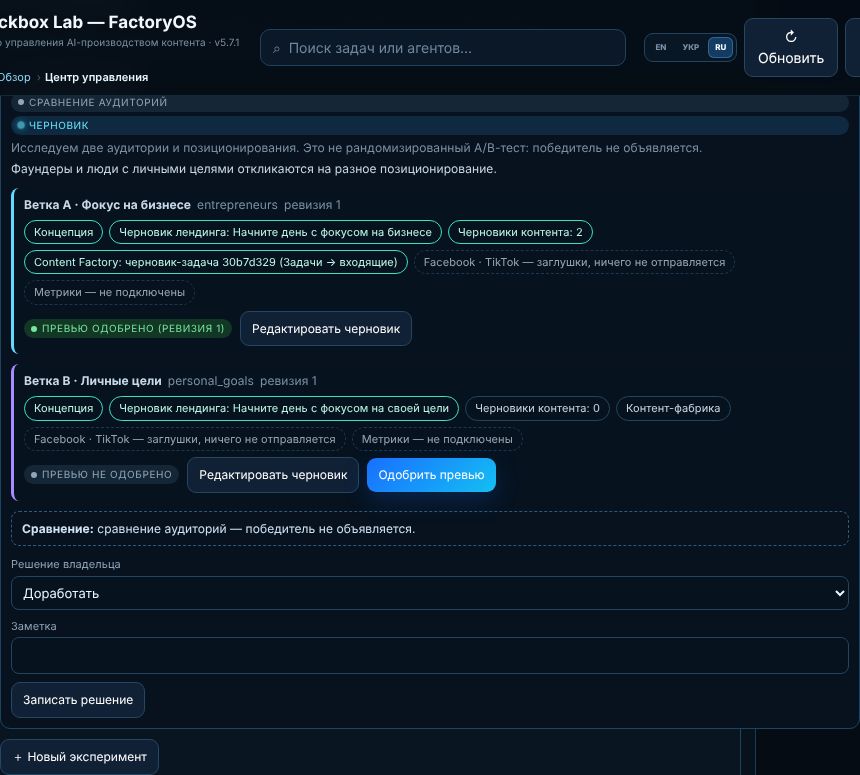 ckbox Lab — FactoryOS
управления AI-производством контента · v5.7.1
Поиск задач или агентов...
EN УКР RU
Обновить
Обзор › Центр управления
СРАВНЕНИЕ АУДИТОРИЙ
ЧЕРНОВИК
Исследуем две аудитории и позиционирования. Это не рандомизированный A/B-тест: победитель не объявляется.
Фаундеры и люди с личными целями откликаются на разное позиционирование.
Ветка A · Фокус на бизнесе entrepreneurs ревизия 1
Концепция Черновик лендинга: Начните день с фокусом на бизнесе Черновики контента: 2
Content Factory: черновик-задача 30b7d329 (Задачи → входящие) Facebook · TikTok — заглушки, ничего не отправляется
Метрики — не подключены
ПРЕВЬЮ ОДОБРЕНО (РЕВИЗИЯ 1) Редактировать черновик
Ветка B · Личные цели personal_goals ревизия 1
Концепция Черновик лендинга: Начните день с фокусом на своей цели Черновики контента: 0 Контент-фабрика
Facebook · TikTok — заглушки, ничего не отправляется Метрики — не подключены
ПРЕВЬЮ НЕ ОДОБРЕНО Редактировать черновик Одобрить превью
Сравнение: сравнение аудиторий — победитель не объявляется.
Решение владельца
Доработать
Заметка
Записать решение
+ Новый эксперимент